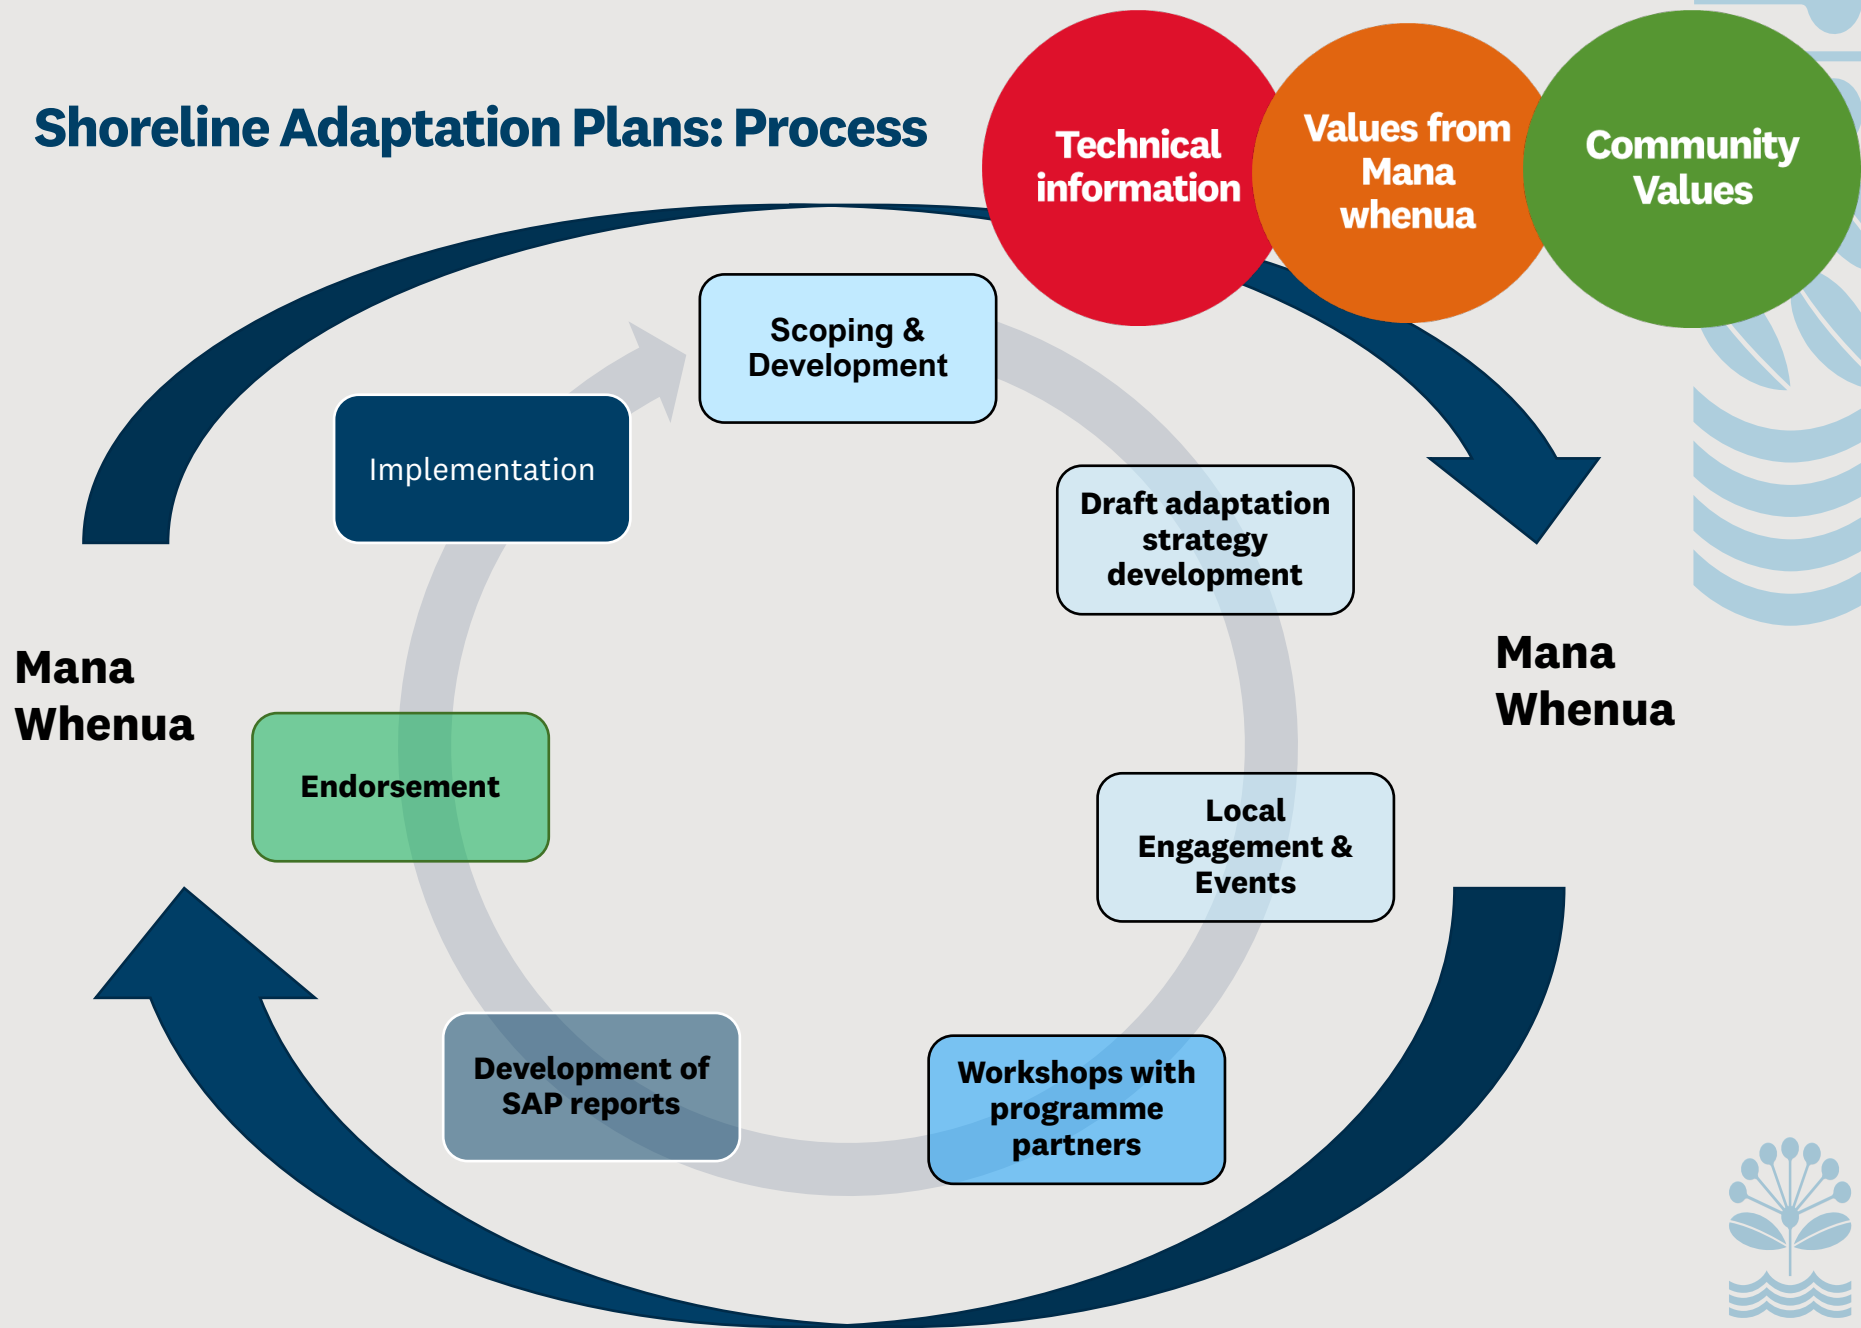 Shoreline Adaptation Plans: Process
Technical
information
Values from
Mana
whenua
Community
Values
Scoping &
Development
Implementation
Draft adaptation
strategy
development
Mana
Whenua
Mana
Whenua
Endorsement
Local
Engagement &
Events
Development of
SAP reports
Workshops with
programme
partners